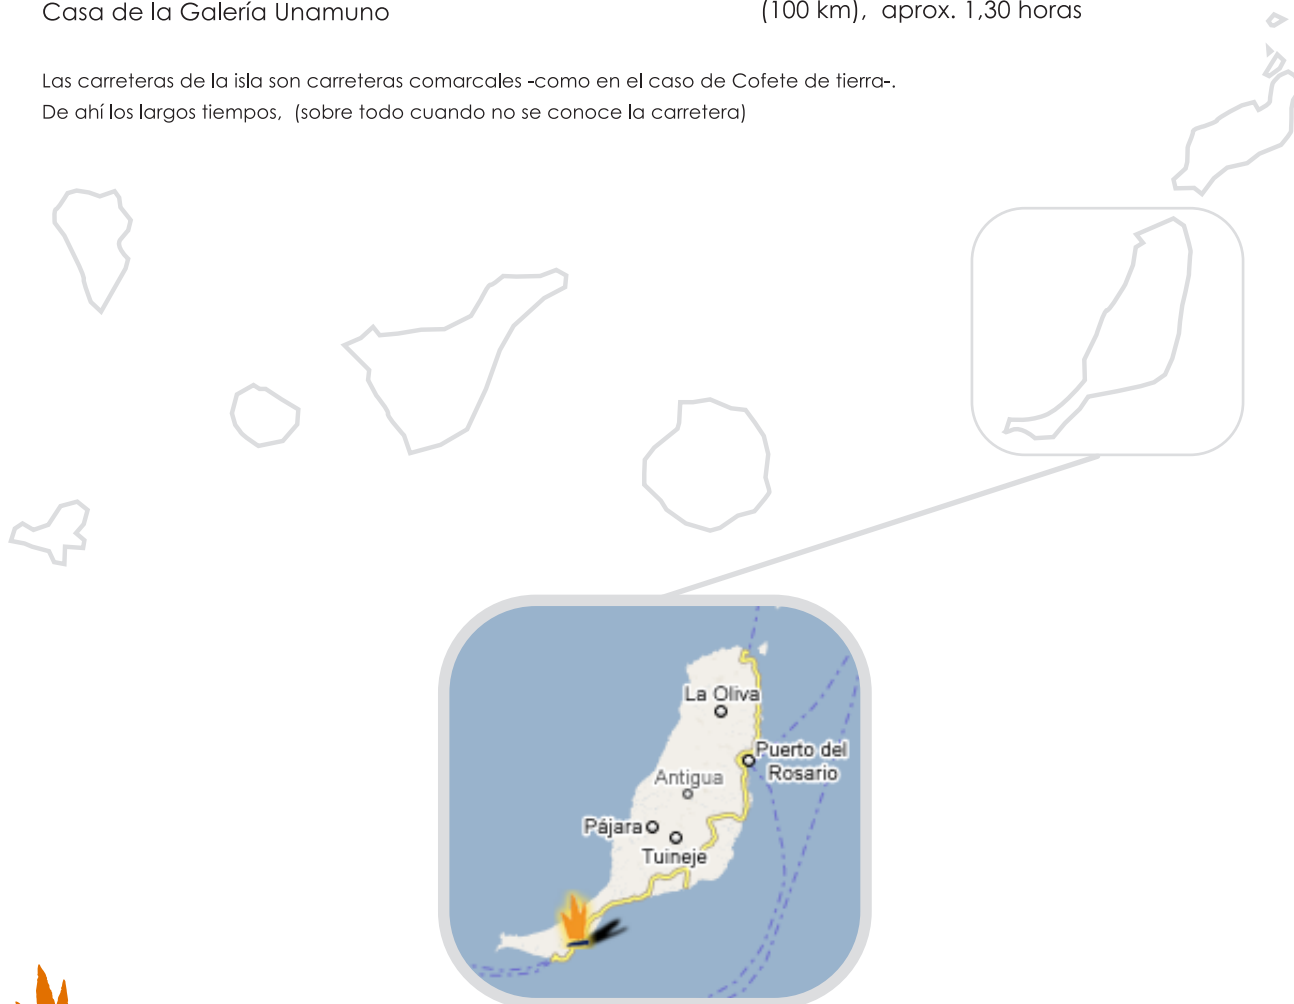 Casa de la Galería Unamuno (100 km), aprox. 1,30 horas
Las carreteras de la isla son carreteras comarcales -como en el caso de Cofete de tierra-.
De ahí los largos tiempos, (sobre todo cuando no se conoce la carretera)
La Oliva
Puerto del
Rosario
Antigua
Pájara
Tuineje